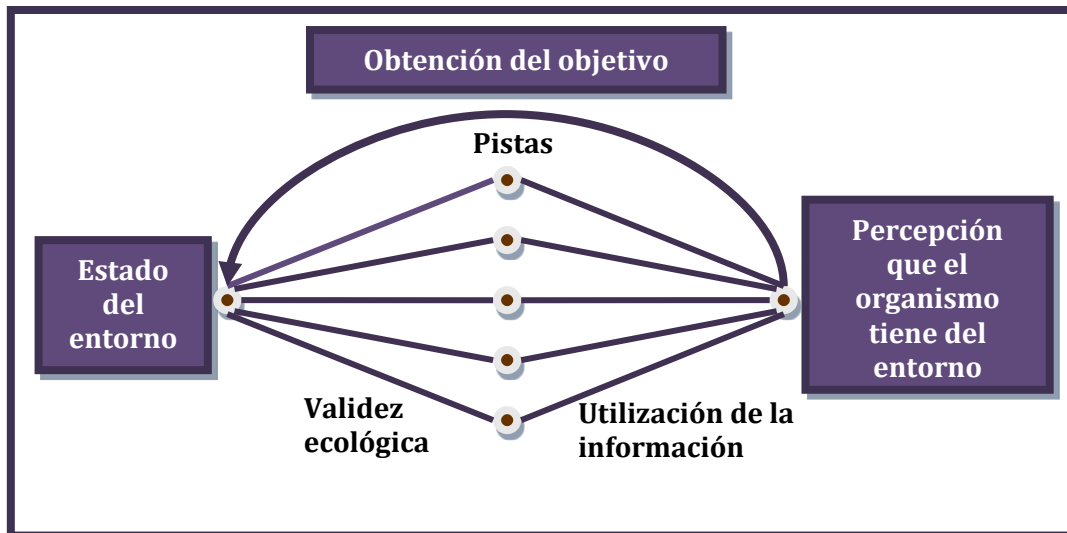 Obtención del objetivo
Pistas
Estado
del
entorno
Percepción
que el
organismo
tiene del
entorno
Validez
ecológica
Utilización de la
información